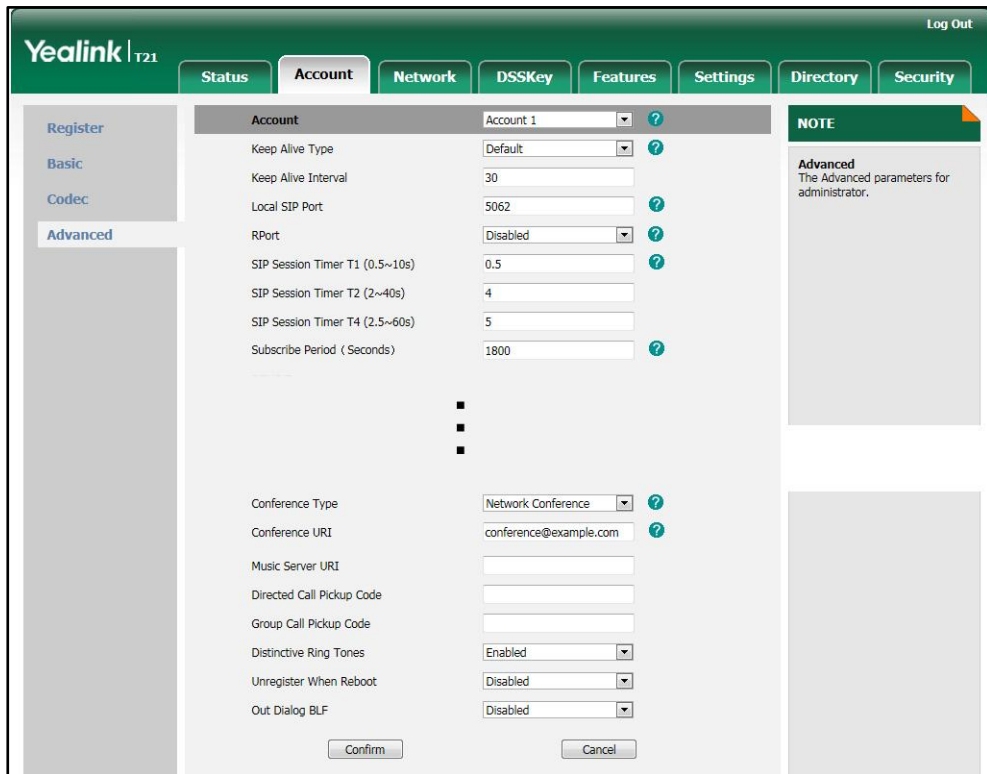 Log Out
Yealink T21
Status Account Network DSSKey Features Settings Directory Security
Register
Basic
Codec
Advanced
Account Account 1 ?
Keep Alive Type Default ?
Keep Alive Interval 30
Local SIP Port 5062 ?
RPort Disabled ?
SIP Session Timer T1 (0.5~10s) 0.5 ?
SIP Session Timer T2 (2~40s) 4
SIP Session Timer T4 (2.5~60s) 5
Subscribe Period (Seconds) 1800 ?
Conference Type Network Conference ?
Conference URI conference@example.com ?
Music Server URI
Directed Call Pickup Code
Group Call Pickup Code
Distinctive Ring Tones Enabled
Unregister When Reboot Disabled
Out Dialog BLF Disabled
Confirm Cancel
NOTE
Advanced
The Advanced parameters for
administrator.